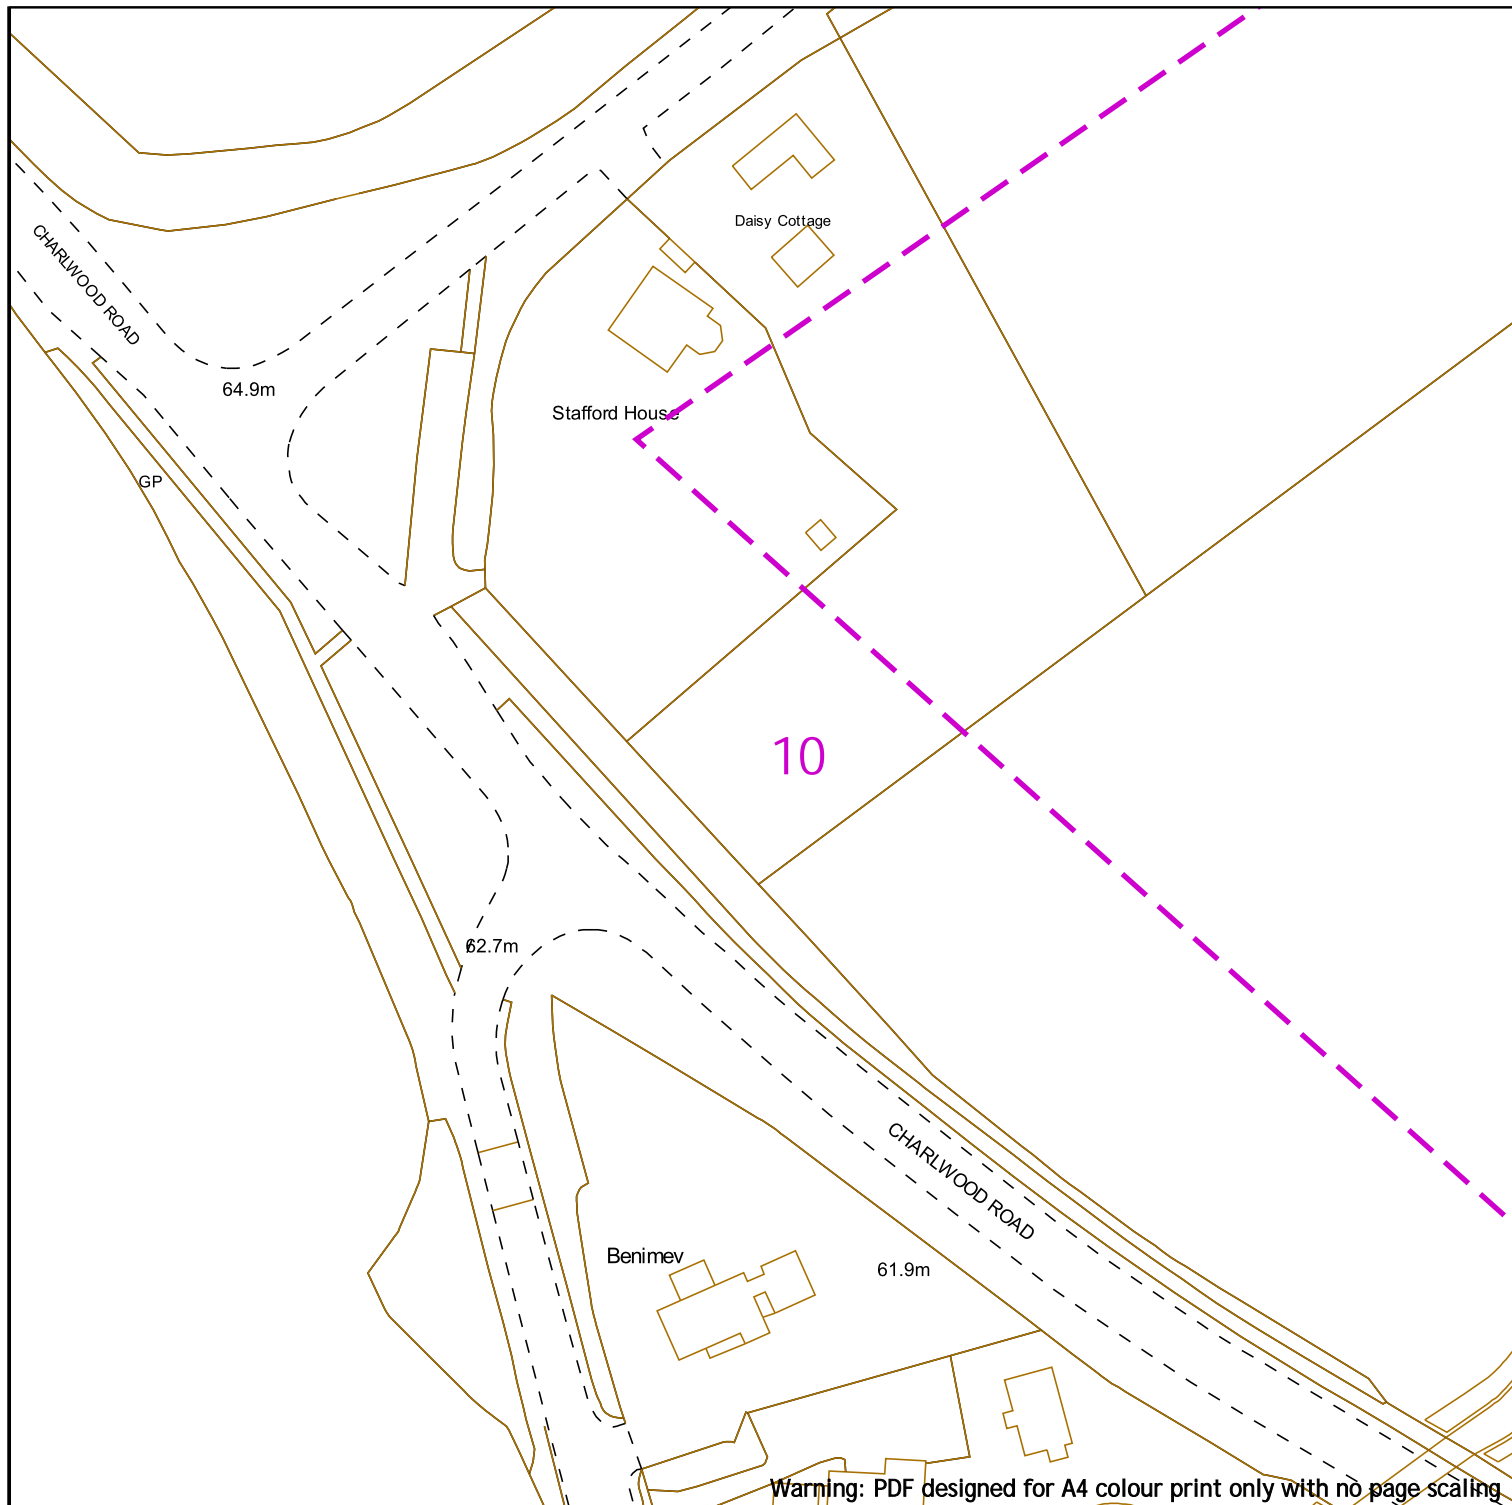 Daisy Cottage
CHARLWOOD ROAD
64.9m
Stafford House
GP
10
62.7m
CHARLWOOD ROAD
Benimev
61.9m
Warning: PDF designed for A4 colour print only with no page scaling